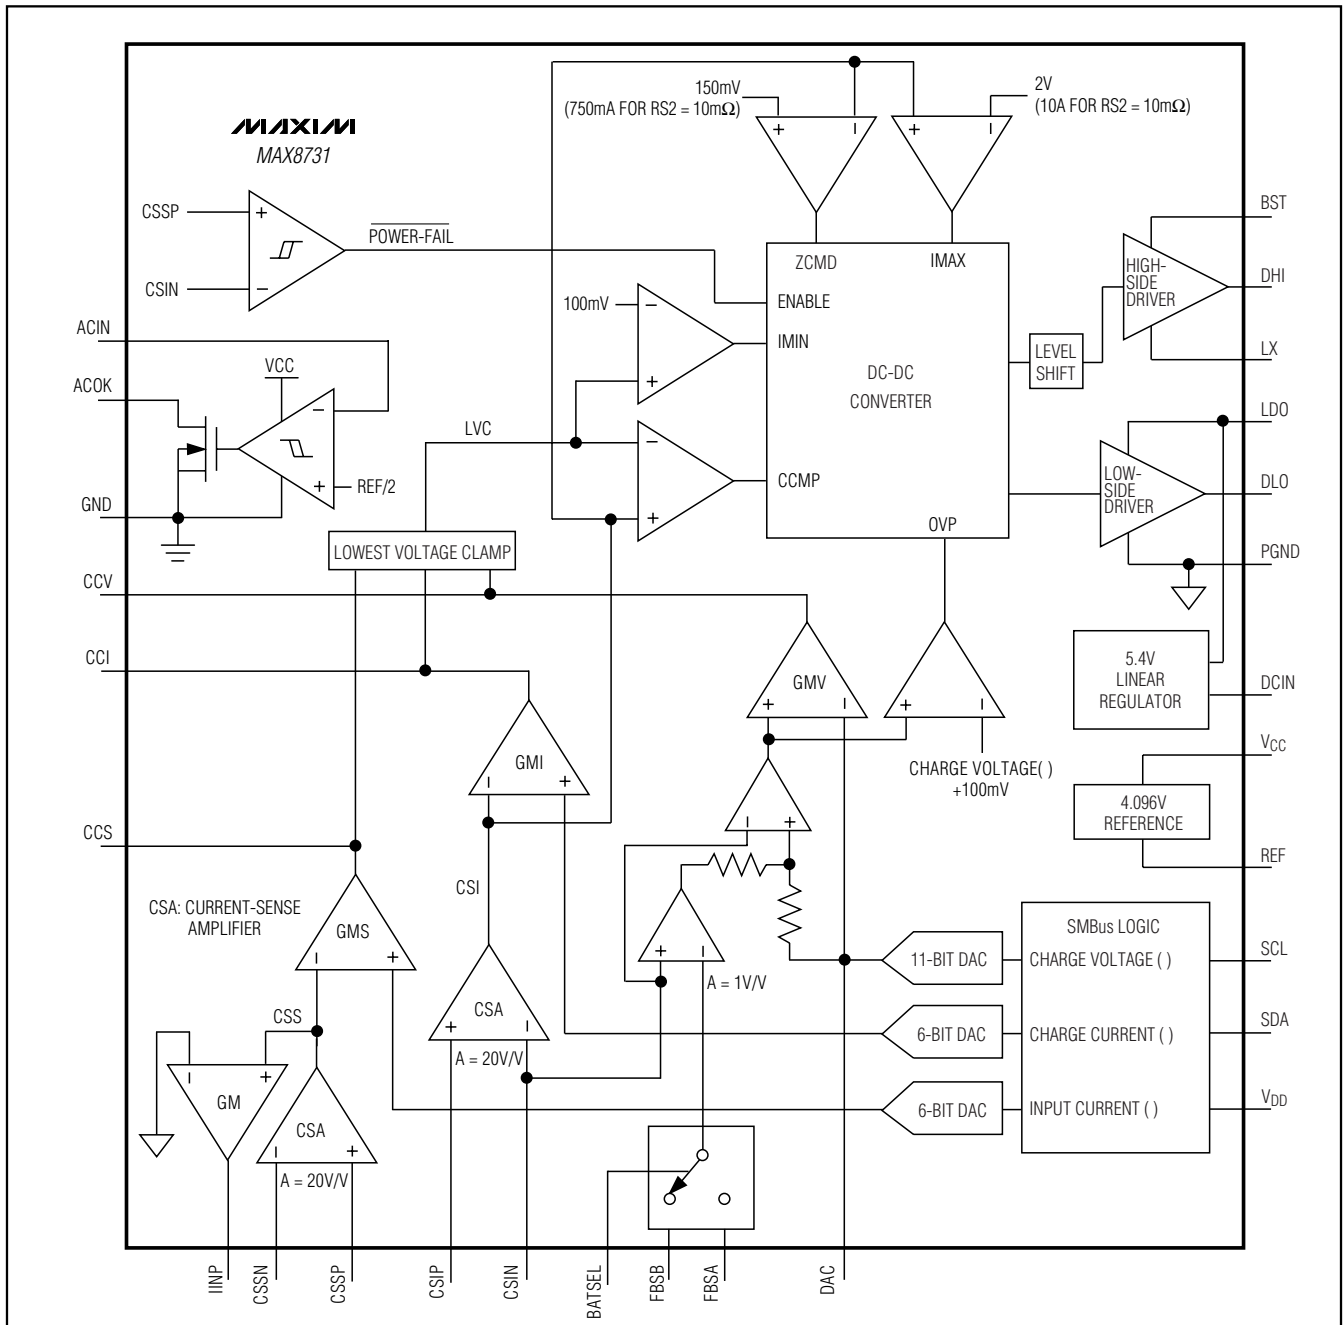 150mV
(750mA FOR RS2 = 10mΩ)
2V
(10A FOR RS2 = 10mΩ)
+
−
+
−
MAXIM
MAX8731
CSSP
+
CSIN
−
POWER-FAIL
ZCMD
IMAX
ENABLE
IMIN
DC-DC
CONVERTER
CCMP
OVP
100mV
−
+
LVC
−
+
BST
HIGH-
SIDE
DRIVER
DHI
LX
LEVEL
SHIFT
LDO
LOW-
SIDE
DRIVER
DLO
PGND
ACIN
ACOK
VCC
−
+
REF/2
GND
LOWEST VOLTAGE CLAMP
CCV
CCI
GMV
+
−
+
−
CHARGE VOLTAGE( )
+100mV
5.4V
LINEAR
REGULATOR
DCIN
VCC
4.096V
REFERENCE
REF
GMI
−
+
−
+
CCS
CSI
CSA: CURRENT-SENSE
AMPLIFIER
GMS
−
+
+
−
A = 1V/V
11-BIT DAC
6-BIT DAC
6-BIT DAC
SMBus LOGIC
CHARGE VOLTAGE ( )
CHARGE CURRENT ( )
INPUT CURRENT ( )
SCL
SDA
VDD
CSS
CSA
+
−
A = 20V/V
−
+
GM
CSA
−
+
A = 20V/V
IINP
CSSN
CSSP
CSIP
CSIN
BATSEL
FBSB
FBSA
DAC